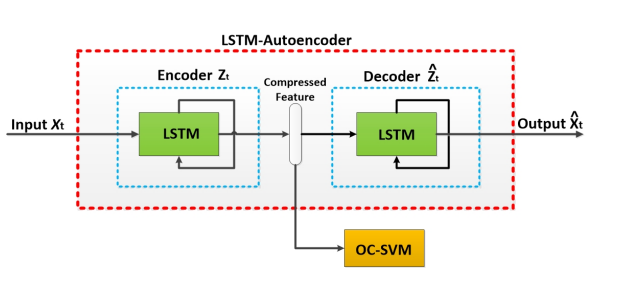 LSTM-Autoencoder
Encoder Zt
Compressed
Feature
Decoder Ẑt
Input Xt
LSTM
LSTM
Output X̂t
OC-SVM